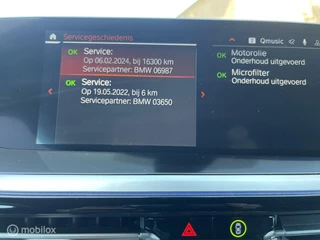 Servicegeschiedenis
Qmusic
OK Service:
Op 06.02.2024, bij 16300 km
Servicepartner: BMW 06987
OK Service:
Op 19.05.2022, bij 6 km
Servicepartner: BMW 03650
OK Motorolie
Onderhoud uitgevoerd
OK Microfilter
Onderhoud uitgevoerd
mobilox